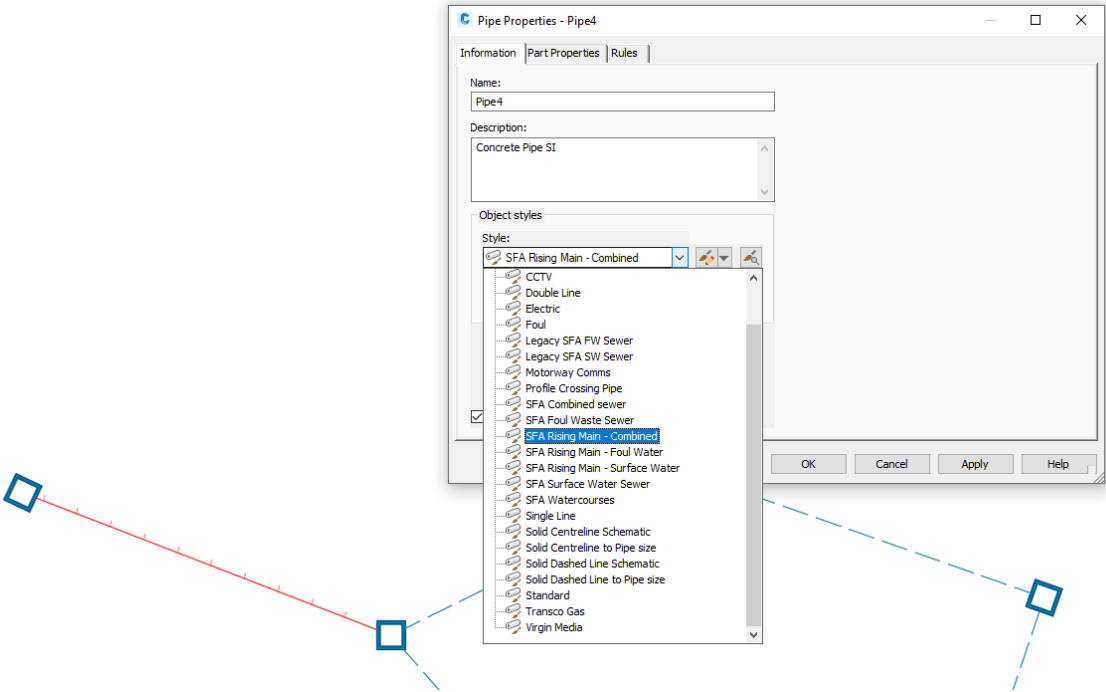 Pipe Properties - Pipe4
Information Part Properties Rules
Name:
Pipe4
Description:
Concrete Pipe SI
Object styles
Style:
SFA Rising Main - Combined
CCTV
Double Line
Electric
Foul
Legacy SFA FW Sewer
Legacy SFA SW Sewer
Motorway Comms
Profile Crossing Pipe
SFA Combined sewer
SFA Foul Waste Sewer
SFA Rising Main - Combined
SFA Rising Main - Foul Water
SFA Rising Main - Surface Water
SFA Surface Water Sewer
SFA Watercourses
Single Line
Solid Centreline Schematic
Solid Centreline to Pipe size
Solid Dashed Line Schematic
Solid Dashed Line to Pipe size
Standard
Transco Gas
Virgin Media
OK Cancel Apply Help